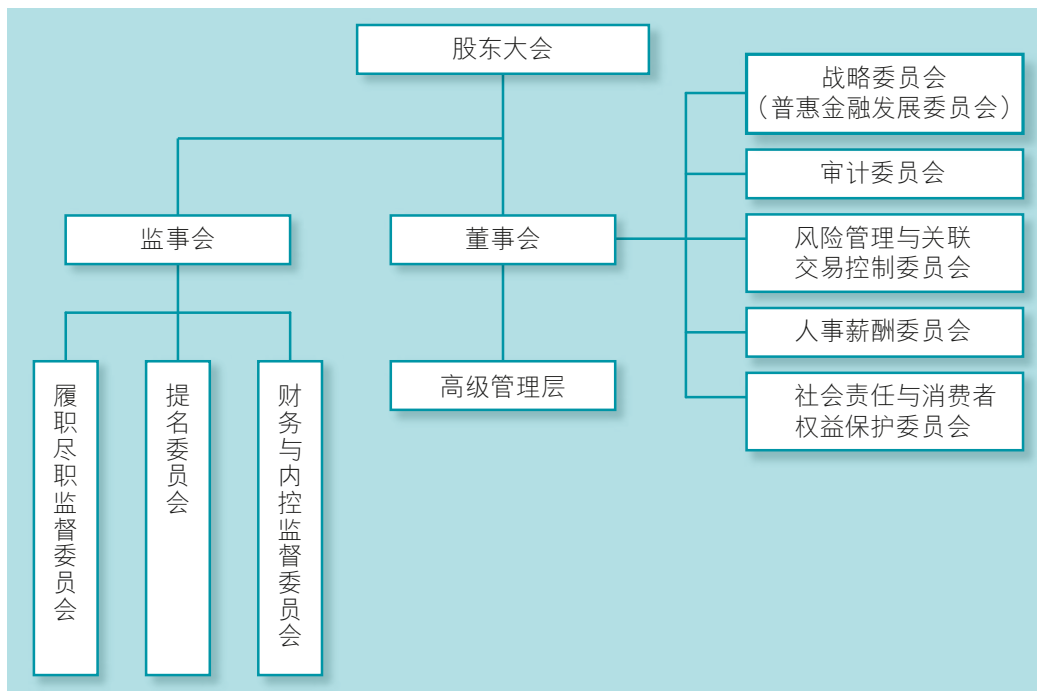 股东大会
战略委员会
（普惠金融发展委员会）
审计委员会
监事会
董事会
风险管理与关联
交易控制委员会
人事薪酬委员会
高级管理层
社会责任与消费者
权益保护委员会
履职尽职监督委员会
提名委员会
财务与内控监督委员会